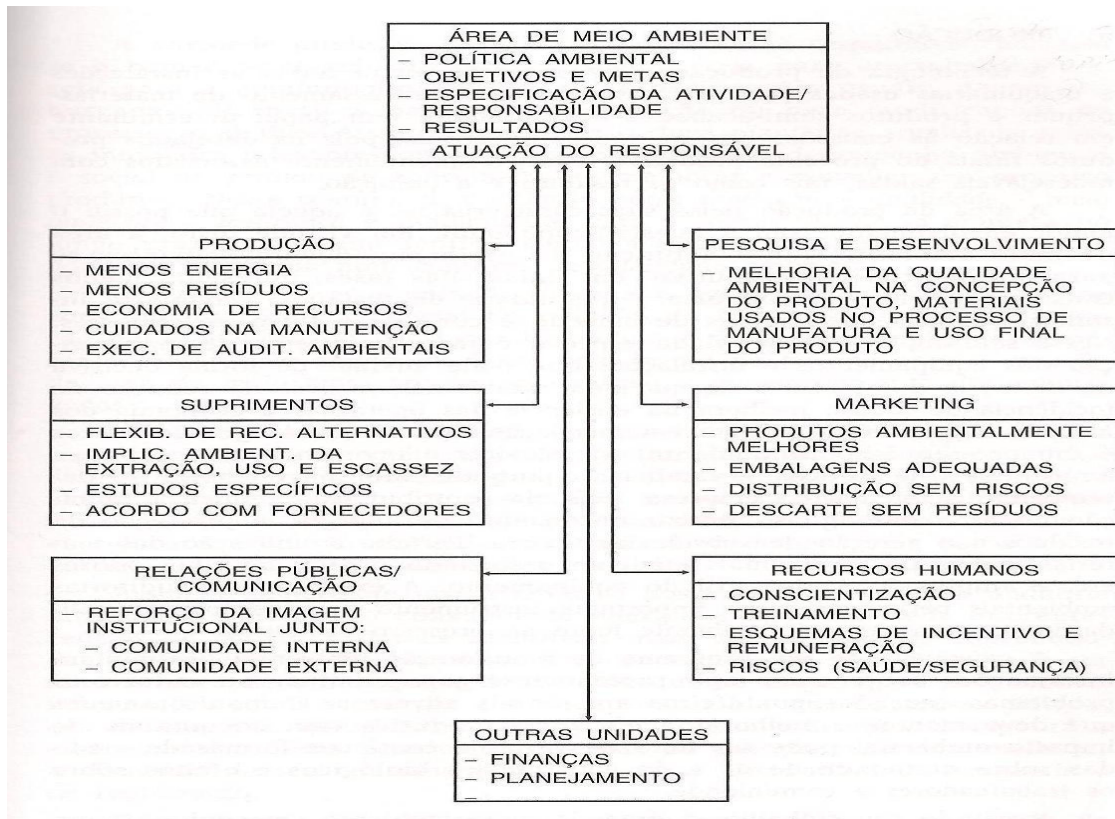 ÁREA DE MEIO AMBIENTE
– POLÍTICA AMBIENTAL
– OBJETIVOS E METAS
– ESPECIFICAÇÃO DA ATIVIDADE/
RESPONSABILIDADE
RESULTADOS
ATUAÇÃO DO RESPONSÁVEL
PRODUÇÃO
– MENOS ENERGIA
– MENOS RESÍDUOS
– ECONOMIA DE RECURSOS
– CUIDADOS NA MANUTENÇÃO
– EXEC. DE AUDIT. AMBIENTAIS
PESQUISA E DESENVOLVIMENTO
– MELHORIA DA QUALIDADE
AMBIENTAL NA CONCEPÇÃO
DO PRODUTO, MATERIAIS
USADOS NO PROCESSO DE
MANUFATURA E USO FINAL
DO PRODUTO
SUPRIMENTOS
– FLEXIB. DE REC. ALTERNATIVOS
– IMPLIC. AMBIENT. DA
EXTRAÇÃO, USO E ESCASSEZ
– ESTUDOS ESPECÍFICOS
– ACORDO COM FORNECEDORES
MARKETING
– PRODUTOS AMBIENTALMENTE
MELHORES
– EMBALAGENS ADEQUADAS
– DISTRIBUIÇÃO SEM RISCOS
– DESCARTE SEM RESÍDUOS
RELAÇÕES PÚBLICAS/
COMUNICAÇÃO
– REFORÇO DA IMAGEM
INSTITUCIONAL JUNTO:
– COMUNIDADE INTERNA
– COMUNIDADE EXTERNA
RECURSOS HUMANOS
– CONSCIENTIZAÇÃO
– TREINAMENTO
– ESQUEMAS DE INCENTIVO E
REMUNERAÇÃO
– RISCOS (SAÚDE/SEGURANÇA)
OUTRAS UNIDADES
– FINANÇAS
– PLANEJAMENTO
–